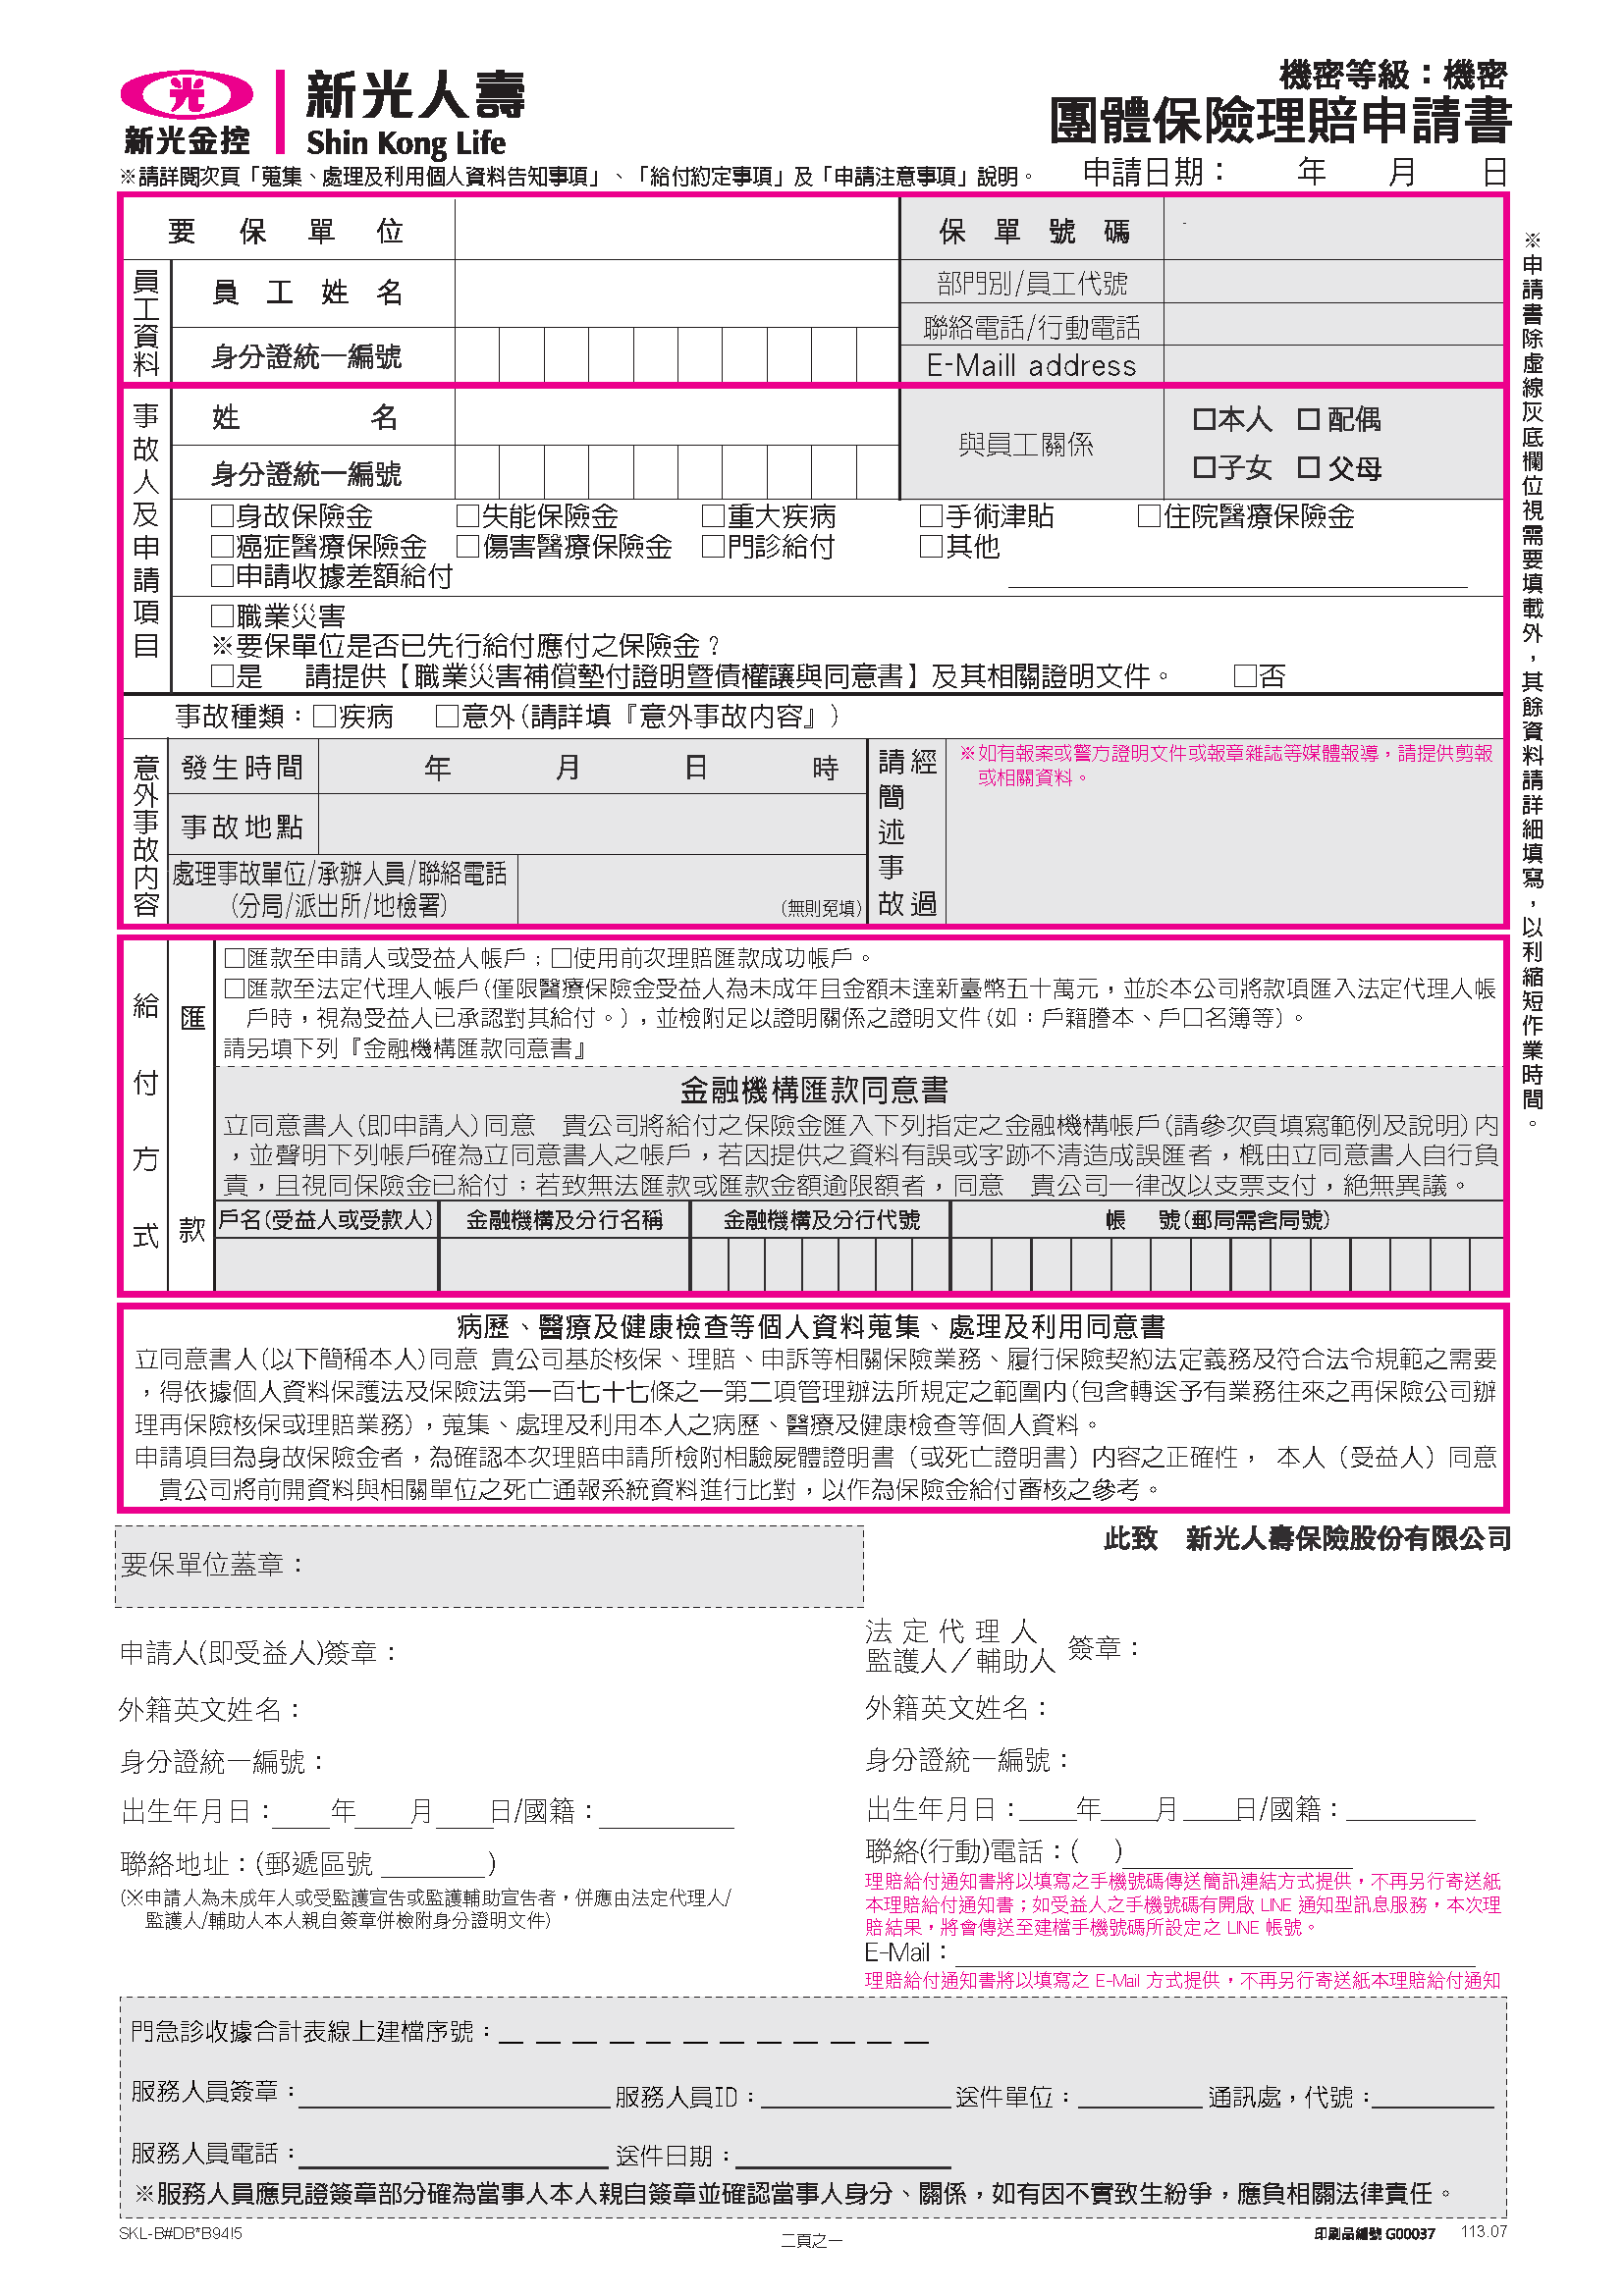 新光金控
新光人壽
Shin Kong Life
機密等級：機密
團體保險理賠申請書
※請詳閱次頁「蒐集、處理及利用個人資料告知事項」、「給付約定事項」及「申請注意事項」說明。
申請日期： 年 月 日
要保單位
保單號碼
員工資料
員工姓名
部門別/員工代號
聯絡電話/行動電話
身分證統一編號
E-Maill address
事故人及申請項目
姓名
與員工關係
□本人 □配偶
身分證統一編號
□子女 □父母
□身故保險金 □失能保險金 □重大疾病 □手術津貼 □住院醫療保險金
□癌症醫療保險金 □傷害醫療保險金 □門診給付 □其他
□申請收據差額給付
□職業災害
※要保單位是否已先行給付應付之保險金？
□是 請提供【職業災害補償墊付證明暨債權讓與同意書】及其相關證明文件。 □否
事故種類：□疾病 □意外(請詳填『意外事故內容』)
意外事故內容
發生時間 年 月 日 時
事故地點
處理事故單位/承辦人員/聯絡電話
(分局/派出所/地檢署)
(無則免填)
請簡述事故
經過
※如有報案或警方證明文件或報章雜誌等媒體報導，請提供剪報
或相關資料。
※申請書除虛線灰底欄位視需要填載外，其餘資料請詳細填寫，以利縮短作業時間。
給付方式
匯款
□匯款至申請人或受益人帳戶；□使用前次理賠匯款成功帳戶。
□匯款至法定代理人帳戶(僅限醫療保險金受益人為未成年且金額未達新臺幣五十萬元，並於本公司將款項匯入法定代理人帳
戶時，視為受益人已承認對其給付。)，並檢附足以證明關係之證明文件(如：戶籍謄本、戶口名簿等)。
請另填下列『金融機構匯款同意書』
金融機構匯款同意書
立同意書人(即申請人)同意 貴公司將給付之保險金匯入下列指定之金融機構帳戶(請參次頁填寫範例及說明)內
，並聲明下列帳戶確為立同意書人之帳戶，若因提供之資料有誤或字跡不清造成誤匯者，概由立同意書人自行負
責，且視同保險金已給付；若致無法匯款或匯款金額逾限額者，同意 貴公司一律改以支票支付，絕無異議。
戶名(受益人或受款人) 金融機構及分行名稱 金融機構及分行代號 帳 號(郵局需含局號)
病歷、醫療及健康檢查等個人資料蒐集、處理及利用同意書
立同意書人(以下簡稱本人)同意 貴公司基於核保、理賠、申訴等相關保險業務、履行保險契約法定義務及符合法令規範之需要
，得依據個人資料保護法及保險法第一百七十七條之一第二項管理辦法所規定之範圍內(包含轉送予有業務往來之再保險公司辦
理再保險核保或理賠業務)，蒐集、處理及利用本人之病歷、醫療及健康檢查等個人資料。
申請項目為身故保險金者，為確認本次理賠申請所檢附相驗屍體證明書（或死亡證明書）內容之正確性， 本人（受益人）同意
貴公司將前開資料與相關單位之死亡通報系統資料進行比對，以作為保險金給付審核之參考。
此致 新光人壽保險股份有限公司
要保單位蓋章：
申請人(即受益人)簽章：
外籍英文姓名：
身分證統一編號：
出生年月日：____年____月____日/國籍：________
聯絡地址：(郵遞區號 ________)
(※申請人為未成年人或受監護宣告或監護輔助宣告者，併應由法定代理人/
監護人/輔助人本人親自簽章併檢附身分證明文件)
法定代理人
監護人／輔助人 簽章：
外籍英文姓名：
身分證統一編號：
出生年月日：____年____月____日/國籍：________
聯絡(行動)電話：( )________
理賠給付通知書將以填寫之手機號碼傳送簡訊連結方式提供，不再另行寄送紙
本理賠給付通知書；如受益人之手機號碼有開啟 LINE 通知型訊息服務，本次理
賠結果，將會傳送至建檔手機號碼所設定之 LINE 帳號。
E-Mail：________
理賠給付通知書將以填寫之 E-Mail 方式提供，不再另行寄送紙本理賠給付通知
門急診收據合計表線上建檔序號：_ _ _ _ _ _ _ _ _ _ _ _
服務人員簽章：________ 服務人員ID：________ 送件單位：________ 通訊處，代號：________
服務人員電話：________ 送件日期：________
※服務人員應見證簽章部分確為當事人本人親自簽章並確認當事人身分、關係，如有因不實致生紛爭，應負相關法律責任。
SKL-B#DB*B94I5
二頁之一
印刷品編號 G00037 113.07